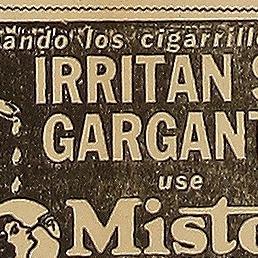 ando los cigarrill
IRRITAN S
GARGANT
use
Misto